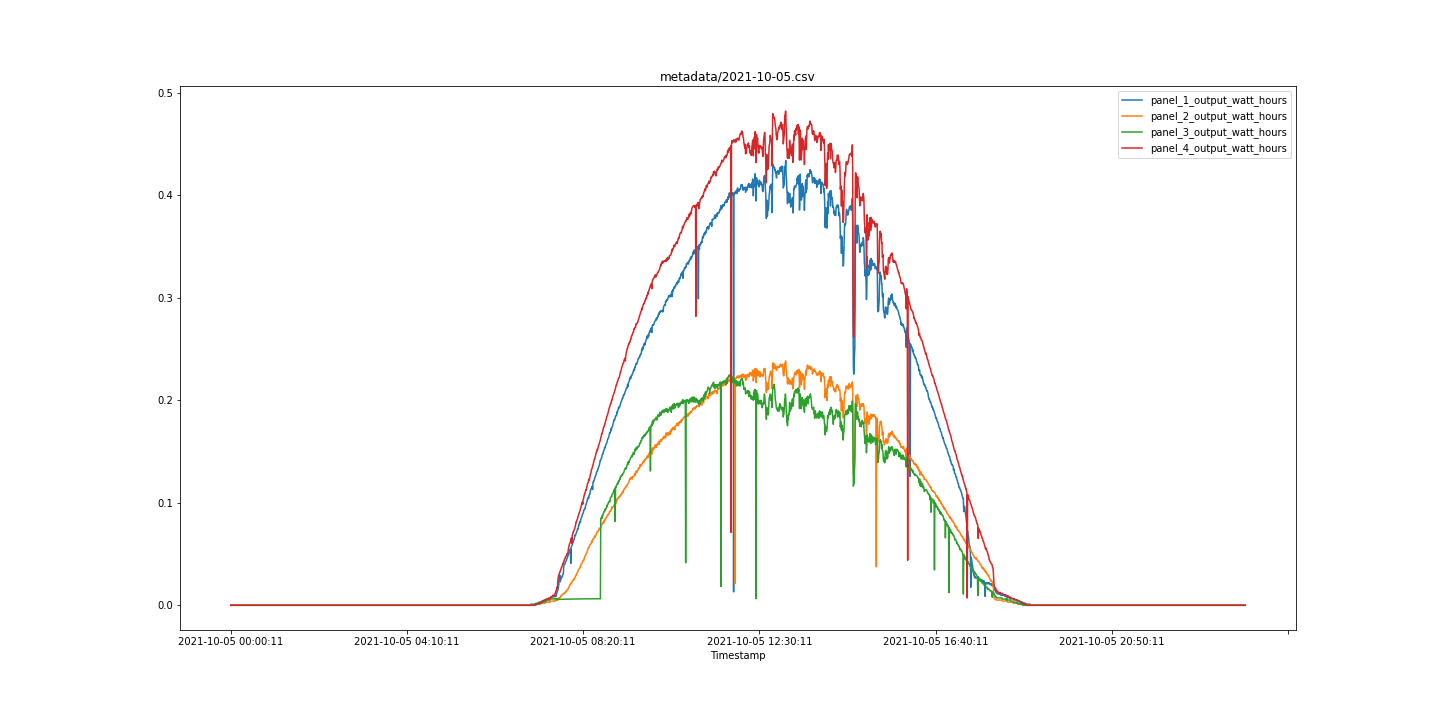 metadata/2021-10-05.csv
0.5
0.4
0.3
0.2
0.1
0.0
panel_1_output_watt_hours
panel_2_output_watt_hours
panel_3_output_watt_hours
panel_4_output_watt_hours
2021-10-05 00:00:11 2021-10-05 04:10:11 2021-10-05 08:20:11 2021-10-05 12:30:11 2021-10-05 16:40:11 2021-10-05 20:50:11
Timestamp